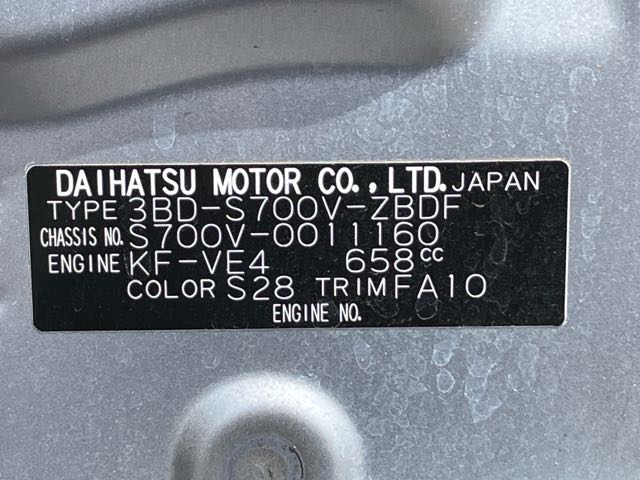 DAIHATSU MOTOR CO., LTD. JAPAN
TYPE 3BD-S700V-ZBDF
CHASSIS NO. S700V-0011160
ENGINE KF-VE4 658cc
COLOR S28 TRIM FA10
ENGINE NO.